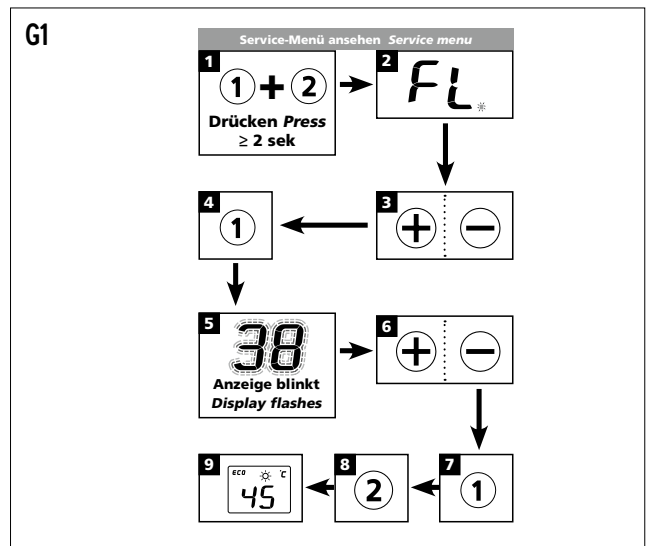 G1
Service-Menü ansehen Service menu
1
1 + 2
Drücken Press
≥ 2 sek
2
FL
3
+ −
4
1
5
38
Anzeige blinkt
Display flashes
6
+ −
7
1
8
2
9
ECO °C
45